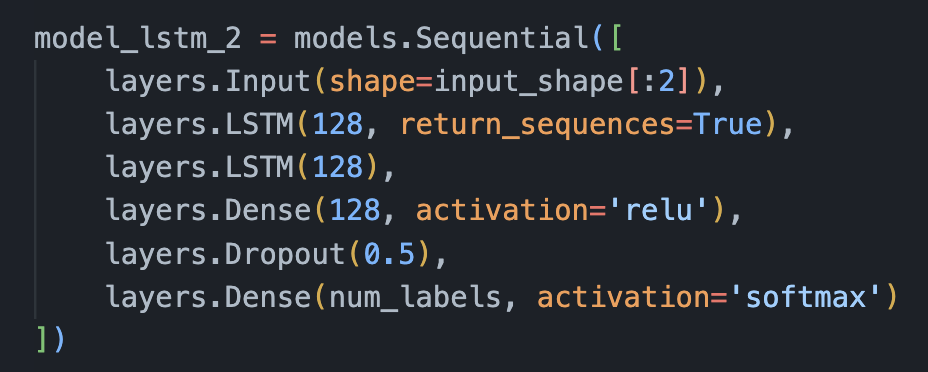 model_lstm_2 = models.Sequential([
    layers.Input(shape=input_shape[:2]),
    layers.LSTM(128, return_sequences=True),
    layers.LSTM(128),
    layers.Dense(128, activation='relu'),
    layers.Dropout(0.5),
    layers.Dense(num_labels, activation='softmax')
])